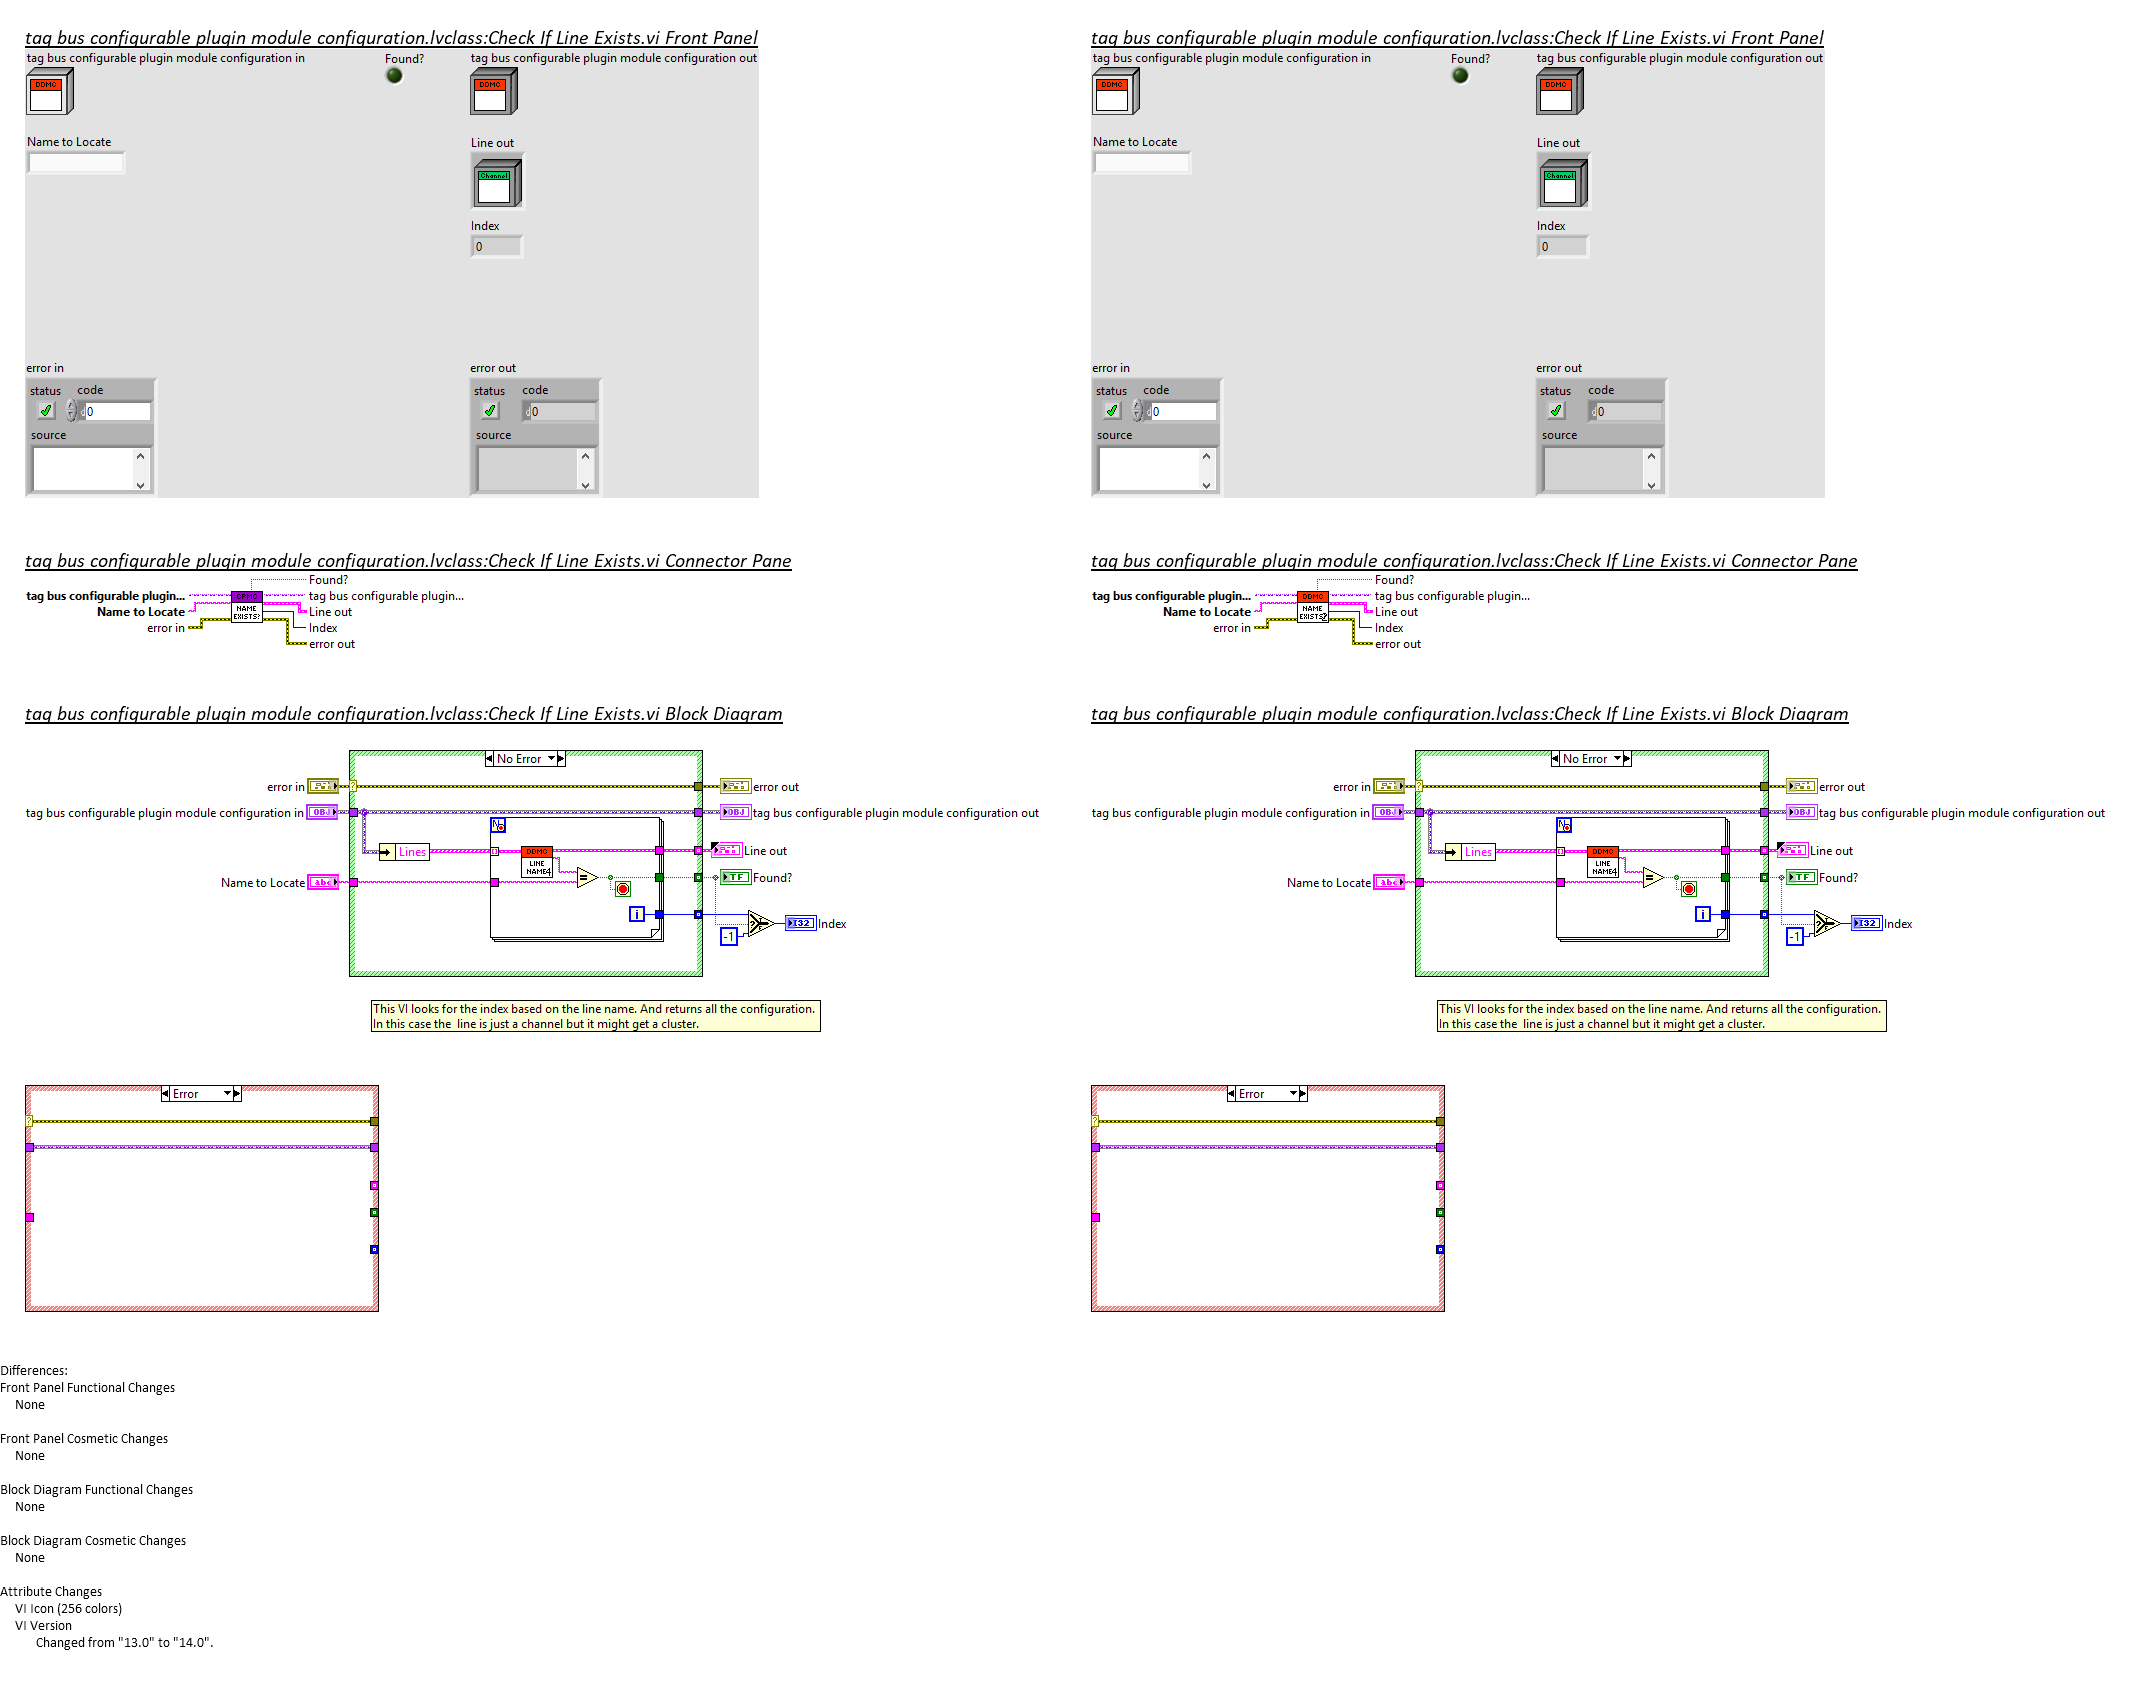 tag bus configurable plugin module configuration.lvclass:Check If Line Exists.vi Front Panel
tag bus configurable plugin module configuration in
Found?
tag bus configurable plugin module configuration out
DDMC
DDMC
Name to Locate
Line out
Channel
Index
0
error in
status
code
d0
source
error out
status
code
d0
source
tag bus configurable plugin module configuration.lvclass:Check If Line Exists.vi Connector Pane
Found?
tag bus configurable plugin...
tag bus configurable plugin...
Name to Locate
CPMC
NAME
EXISTS?
Line out
error in
Index
error out
tag bus configurable plugin module configuration.lvclass:Check If Line Exists.vi Block Diagram
No Error
error in
?
error out
tag bus configurable plugin module configuration in
OBJ
OBJ
tag bus configurable plugin module configuration out
N
Lines
DDMC
LINE
NAME4
Line out
Name to Locate
abc
=
TF
Found?
i
?
T
F
-1
I32
Index
This VI looks for the index based on the line name. And returns all the configuration.
In this case the  line is just a channel but it might get a cluster.
Error
?
tag bus configurable plugin module configuration.lvclass:Check If Line Exists.vi Front Panel
tag bus configurable plugin module configuration in
Found?
tag bus configurable plugin module configuration out
DDMC
DDMC
Name to Locate
Line out
Channel
Index
0
error in
status
code
d0
source
error out
status
code
d0
source
tag bus configurable plugin module configuration.lvclass:Check If Line Exists.vi Connector Pane
Found?
tag bus configurable plugin...
tag bus configurable plugin...
Name to Locate
DDMC
NAME
EXISTS2
Line out
error in
Index
error out
tag bus configurable plugin module configuration.lvclass:Check If Line Exists.vi Block Diagram
No Error
error in
?
error out
tag bus configurable plugin module configuration in
OBJ
OBJ
tag bus configurable plugin module configuration out
N
Lines
DDMC
LINE
NAME4
Line out
Name to Locate
abc
=
TF
Found?
i
?
T
F
-1
I32
Index
This VI looks for the index based on the line name. And returns all the configuration.
In this case the  line is just a channel but it might get a cluster.
Error
?
Differences:
Front Panel Functional Changes
None
Front Panel Cosmetic Changes
None
Block Diagram Functional Changes
None
Block Diagram Cosmetic Changes
None
Attribute Changes
VI Icon (256 colors)
VI Version
Changed from "13.0" to "14.0".